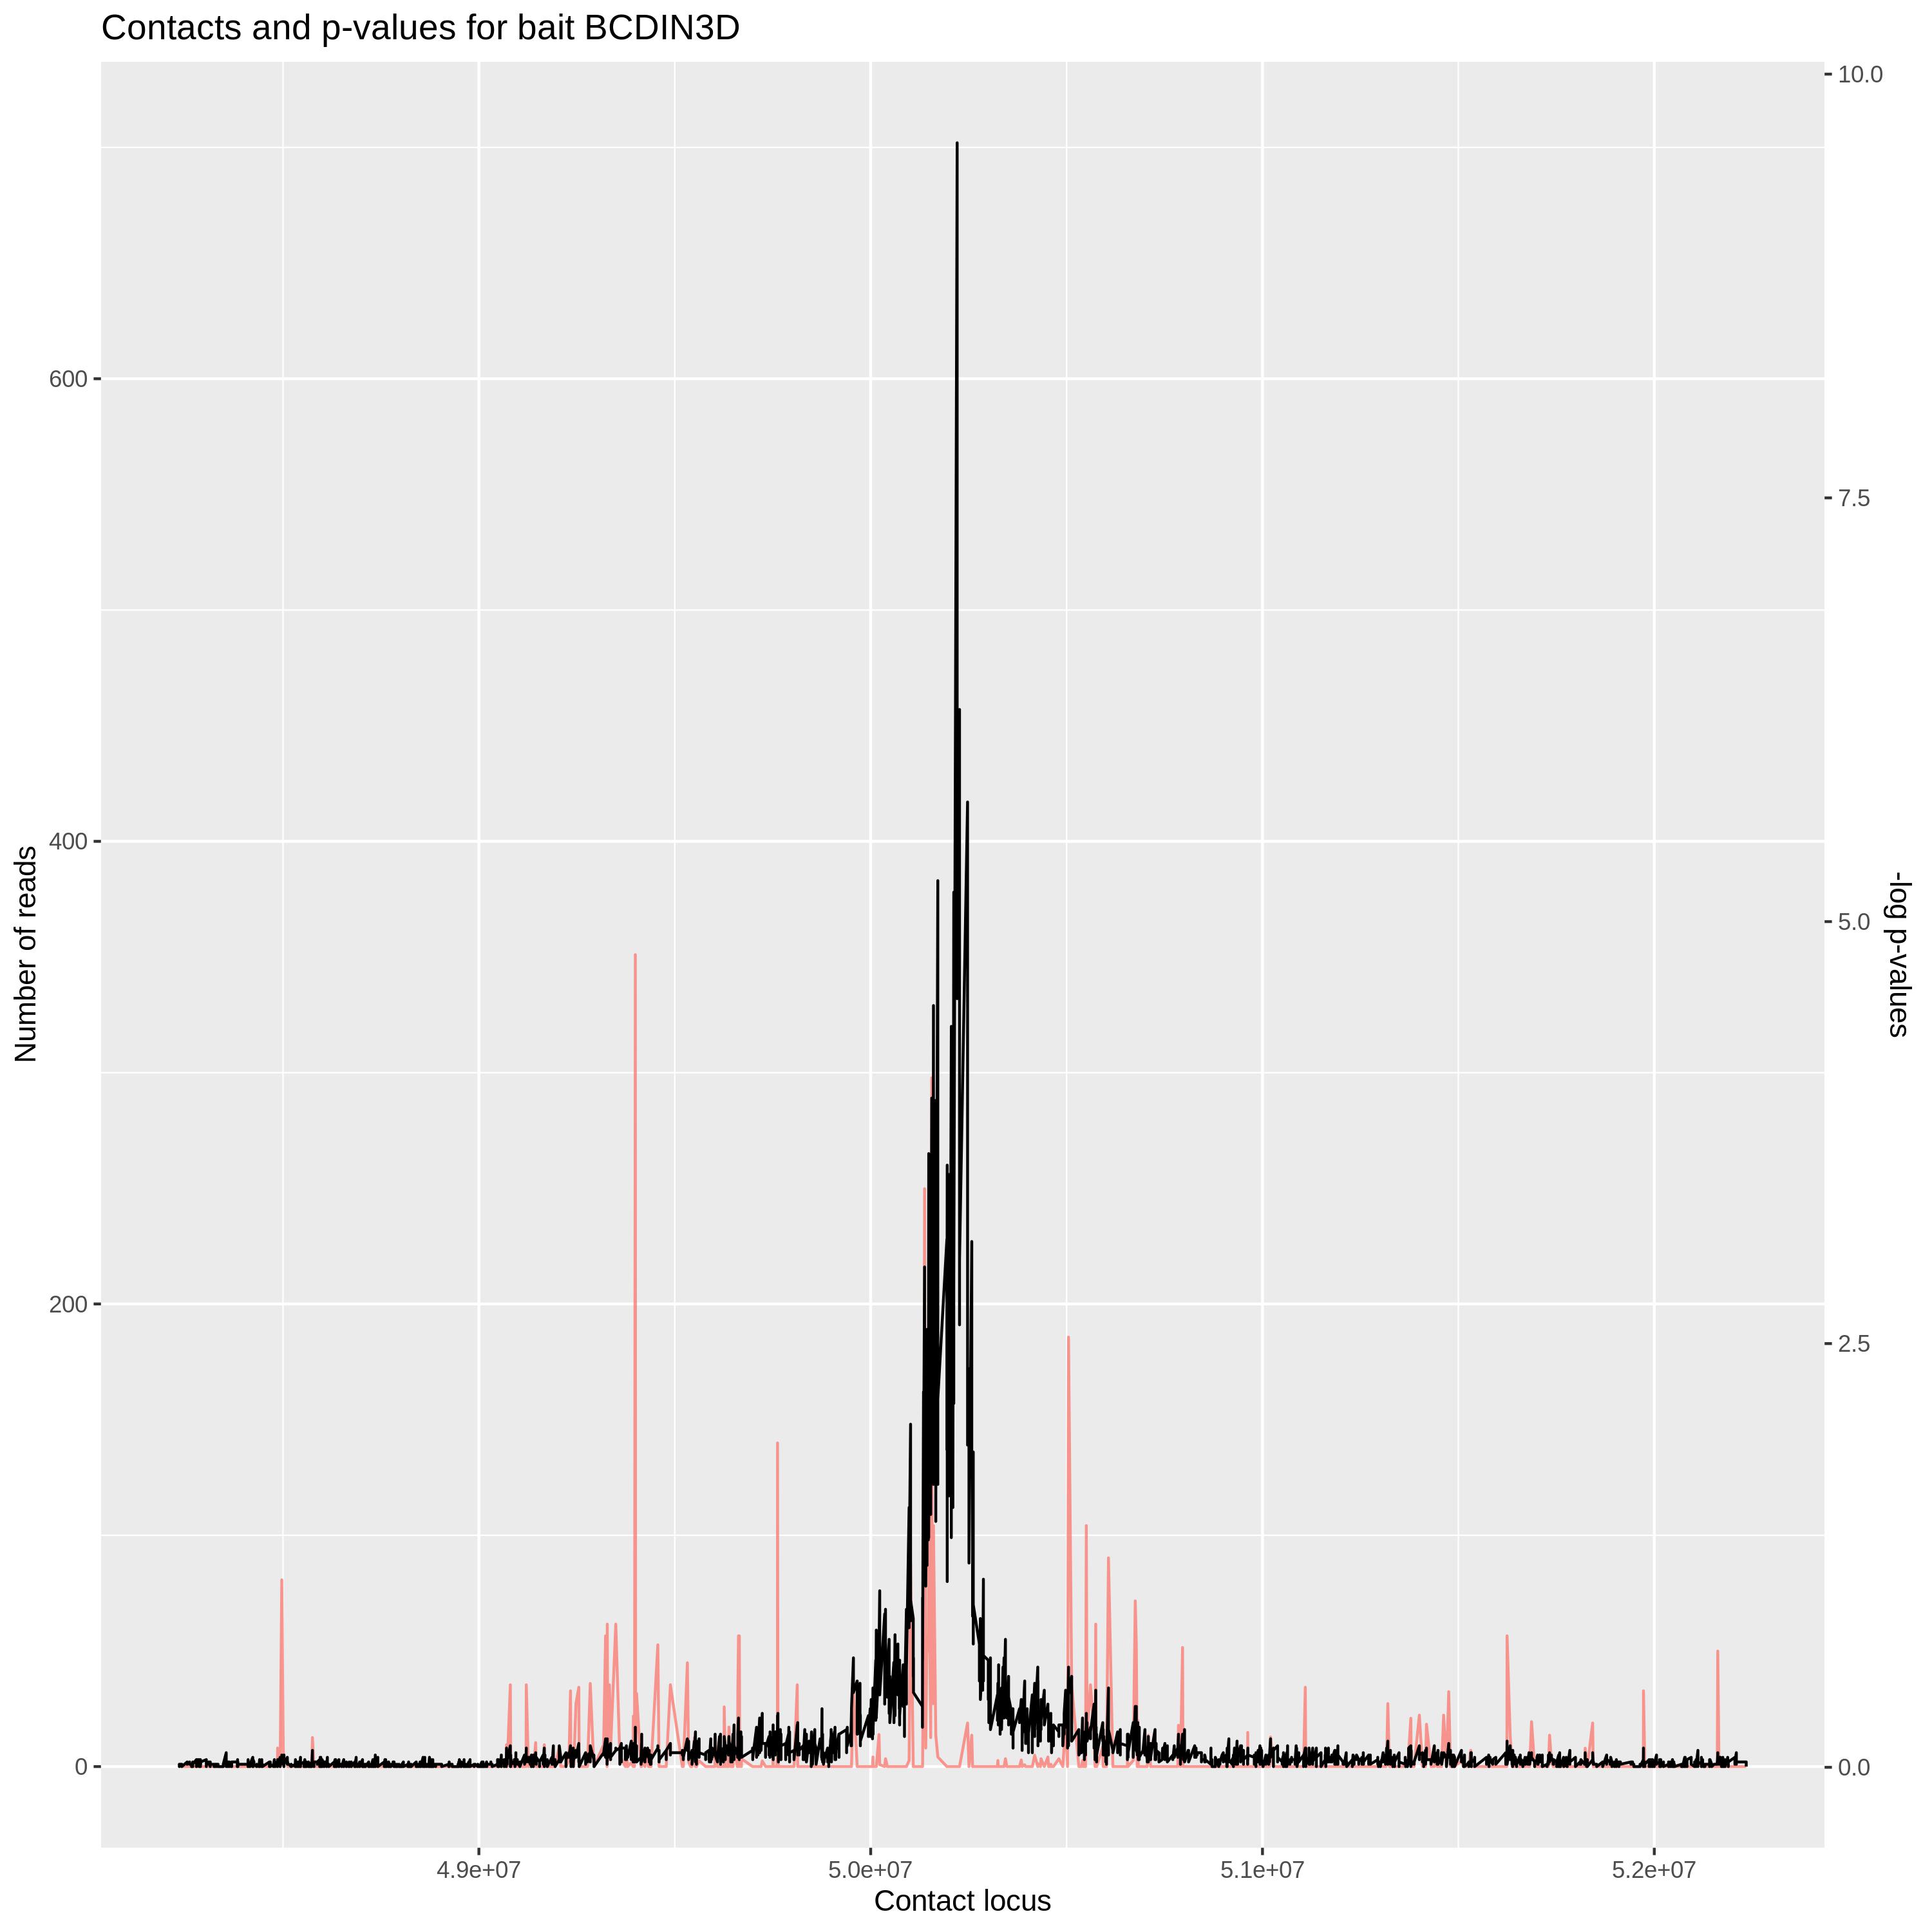 Contacts and p-values for bait BCDIN3D
10.0
7.5
5.0
2.5
0.0
600
400
200
0
Number of reads
-log p-values
4.9e+07 5.0e+07 5.1e+07 5.2e+07
Contact locus